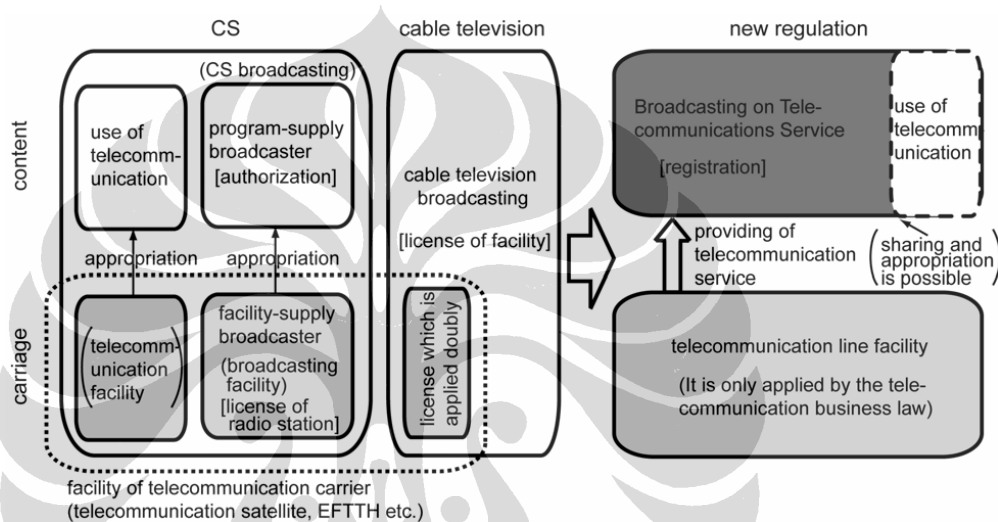 CS
cable television
new regulation
content
carriage
(CS broadcasting)
use of
telecomm-
unication
program-supply
broadcaster
[authorization]
appropriation
appropriation
(telecomm-
unication
facility)
facility-supply
broadcaster
(broadcasting
facility)
[license of
radio station]
cable television
broadcasting
[license of facility]
license which is
applied doubly
facility of telecommunication carrier
(telecommunication satellite, EFTTH etc.)
Broadcasting on Tele-
communications Service
[registration]
use of
telecomm-
unication
providing of
telecommunication
service
(sharing and
appropriation
is possible)
telecommunication line facility
(It is only applied by the tele-
communication business law)